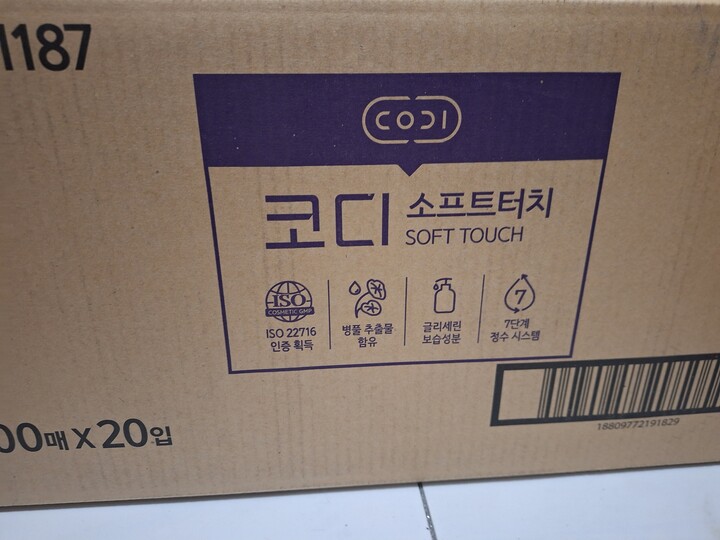 1187
CODI
코디 소프트터치
SOFT TOUCH
ISO
COSMETIC GMP
ISO 22716
인증 획득
병풀 추출물
함유
글리세린
보습성분
7
7단계
정수 시스템
00매 X 20입
18809772191829